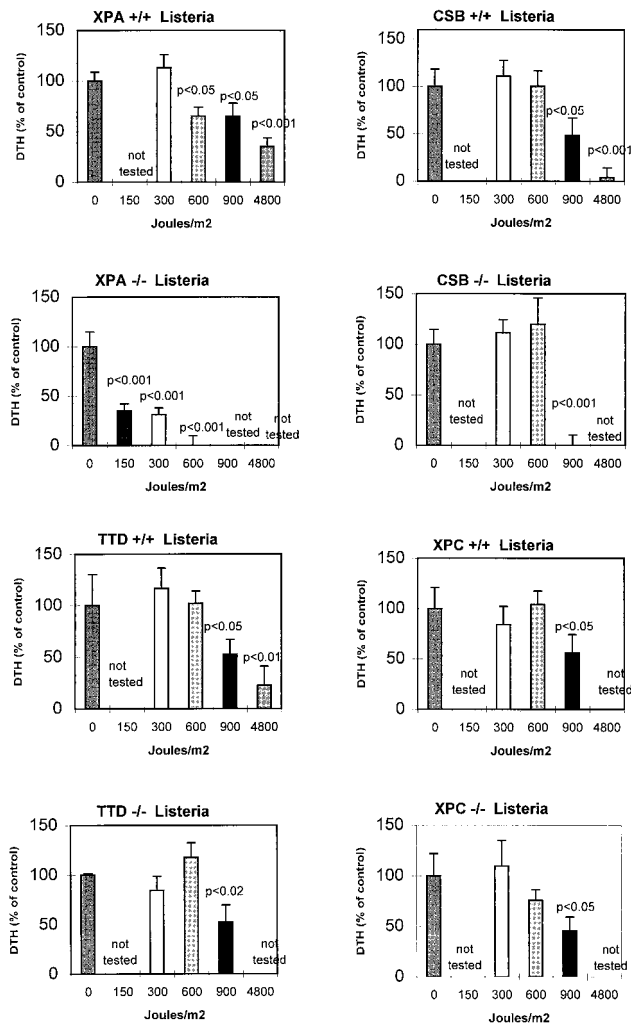 XPA +/+ Listeria
DTH (% of control)
150
100
50
0
p<0.05
p<0.05
p<0.001
not
tested
0 150 300 600 900 4800
Joules/m2
CSB +/+ Listeria
DTH (% of control)
150
100
50
0
p<0.05
p<0.001
not
tested
0 150 300 600 900 4800
Joules/m2
XPA -/- Listeria
DTH (% of control)
150
100
50
0
p<0.001
p<0.001
p<0.001
not
tested
not
tested
0 150 300 600 900 4800
Joules/m2
CSB -/- Listeria
DTH (% of control)
150
100
50
0
p<0.001
not
tested
not
tested
0 150 300 600 900 4800
Joules/m2
TTD +/+ Listeria
DTH (% of control)
150
100
50
0
p<0.05
p<0.01
not
tested
0 150 300 600 900 4800
Joules/m2
XPC +/+ Listeria
DTH (% of control)
150
100
50
0
p<0.05
not
tested
not
tested
0 150 300 600 900 4800
Joules/m2
TTD -/- Listeria
DTH (% of control)
150
100
50
0
p<0.02
not
tested
not
tested
0 150 300 600 900 4800
Joules/m2
XPC -/- Listeria
DTH (% of control)
150
100
50
0
p<0.05
not
tested
not
tested
0 150 300 600 900 4800
Joules/m2